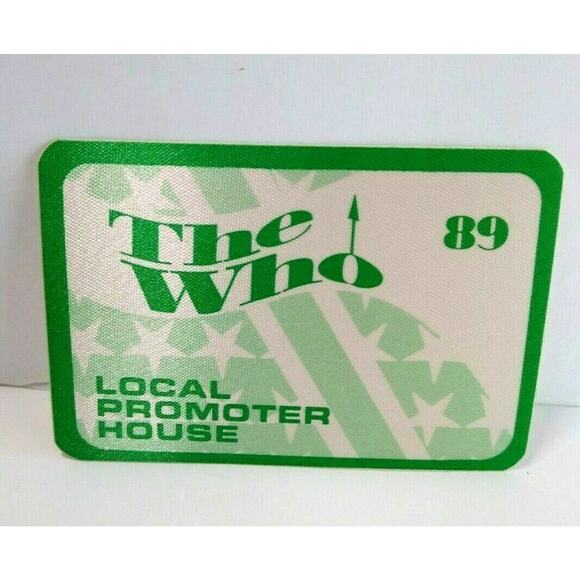 The
Who
89
LOCAL
PROMOTER
HOUSE